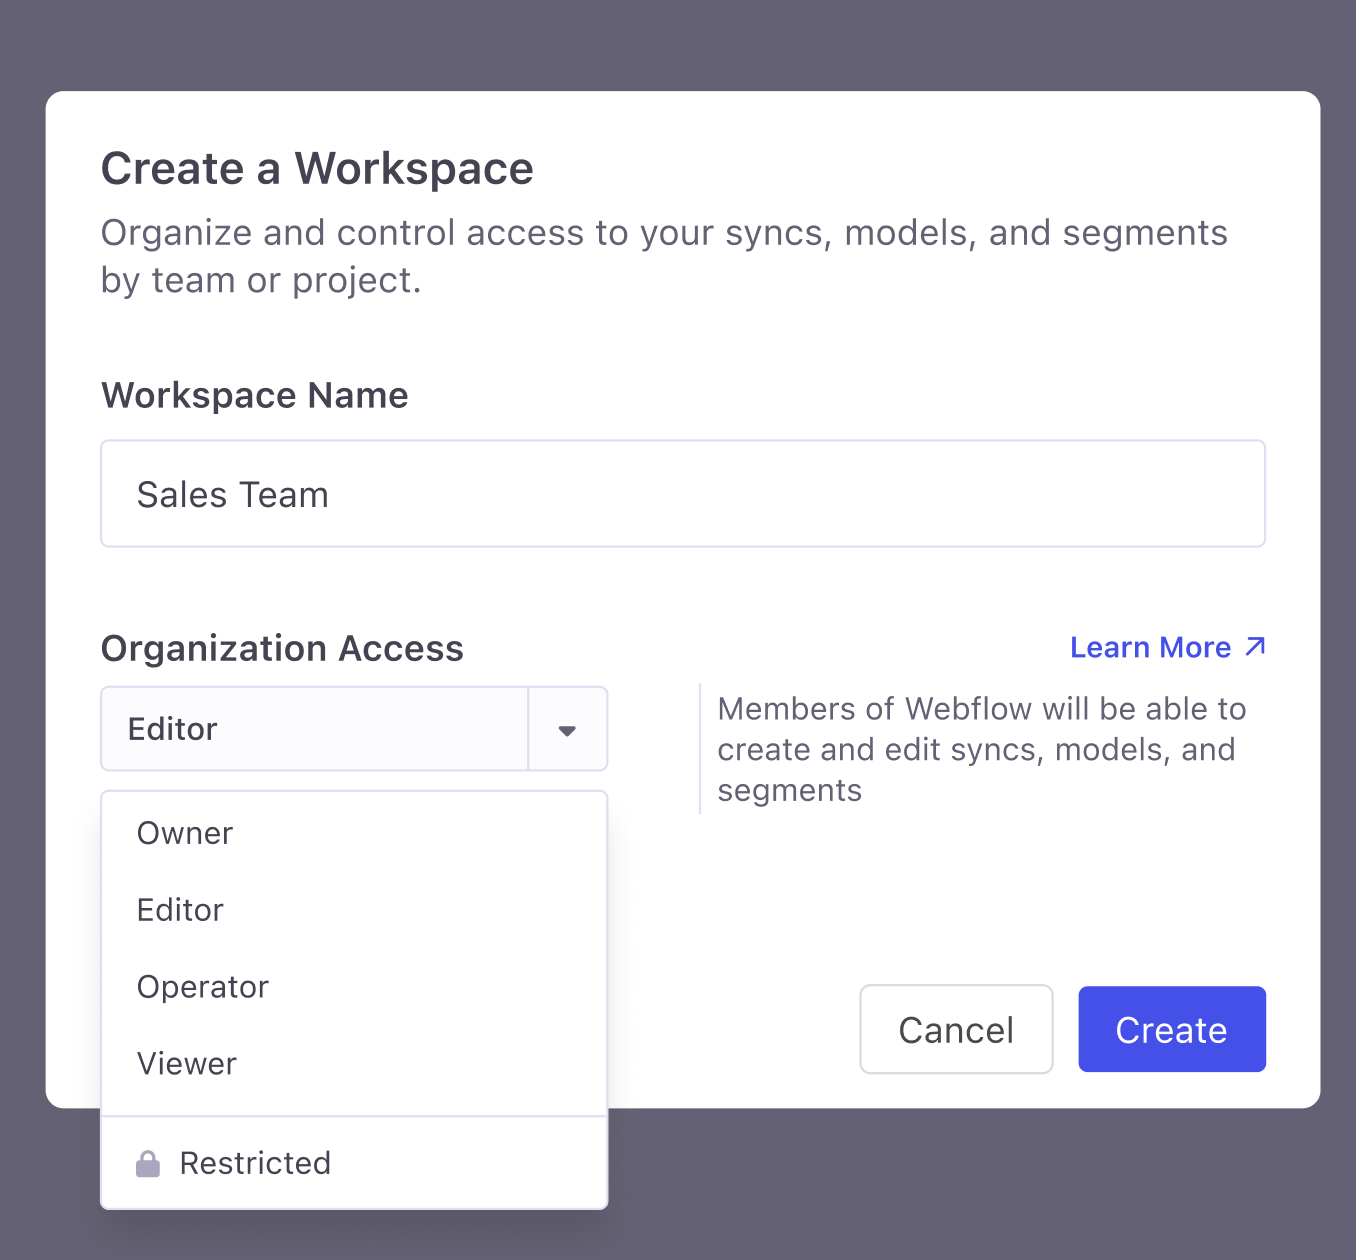 Create a Workspace
Organize and control access to your syncs, models, and segments
by team or project.
Workspace Name
Sales Team
Organization Access
Learn More
Editor
Members of Webflow will be able to
create and edit syncs, models, and
segments
Owner
Editor
Operator
Viewer
Restricted
Cancel
Create